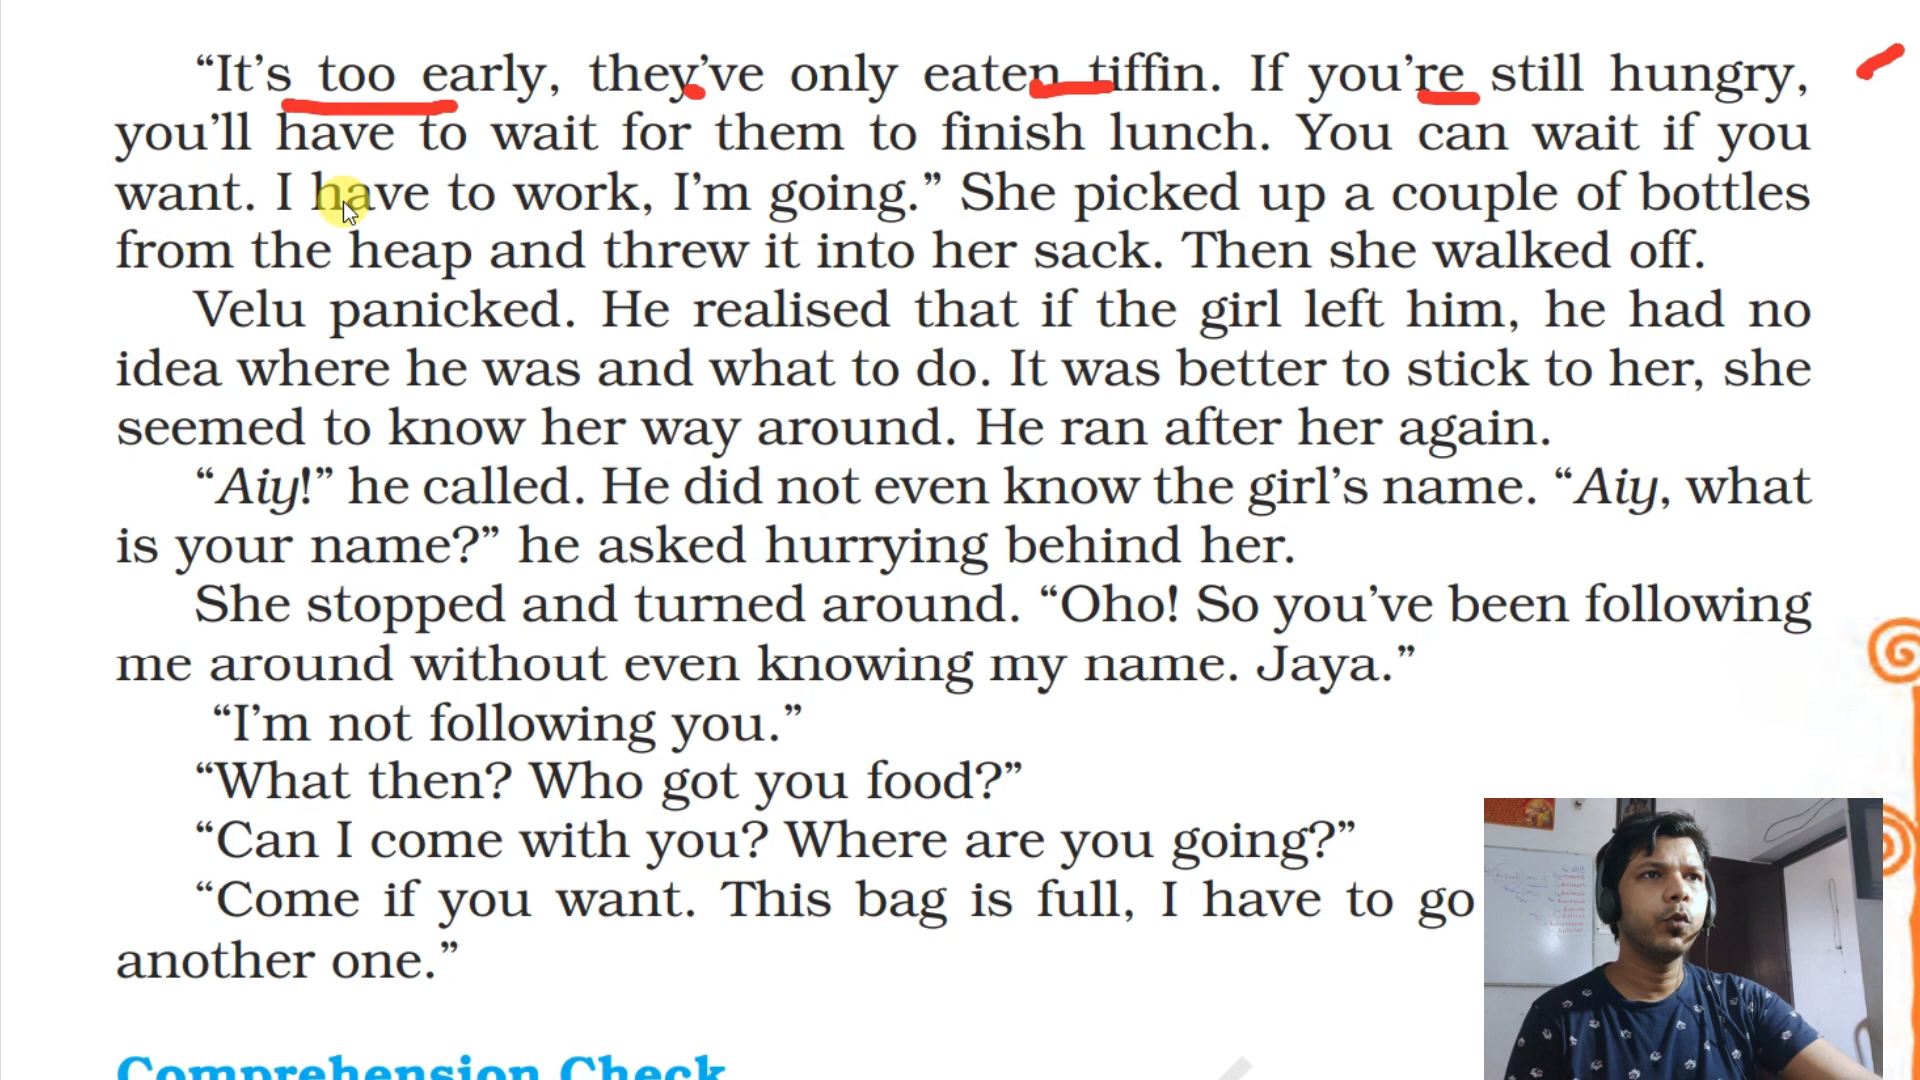 “It’s too early, they’ve only eaten tiffin. If you’re still hungry,
you’ll have to wait for them to finish lunch. You can wait if you
want. I have to work, I’m going.” She picked up a couple of bottles
from the heap and threw it into her sack. Then she walked off.
Velu panicked. He realised that if the girl left him, he had no
idea where he was and what to do. It was better to stick to her, she
seemed to know her way around. He ran after her again.
“Aiy!” he called. He did not even know the girl’s name. “Aiy, what
is your name?” he asked hurrying behind her.
She stopped and turned around. “Oho! So you’ve been following
me around without even knowing my name. Jaya.”
“I’m not following you.”
“What then? Who got you food?”
“Can I come with you? Where are you going?”
“Come if you want. This bag is full, I have to go
another one.”
Comprehension Check